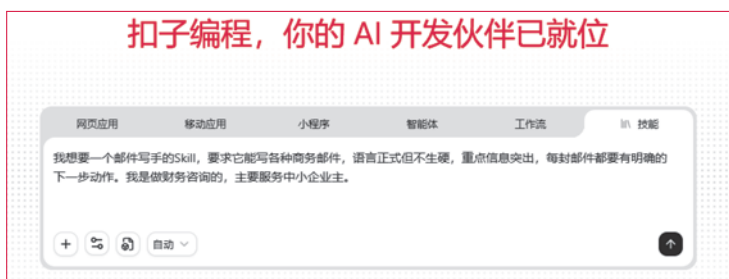 扣子编程，你的 AI 开发伙伴已就位
网页应用 移动应用 小程序 智能体 工作流 技能
我想要一个邮件写手的Skill，要求它能写各种商务邮件，语言正式但不生硬，重点信息突出，每封邮件都要有明确的
下一步动作。我是做财务咨询的，主要服务中小企业主。
自动